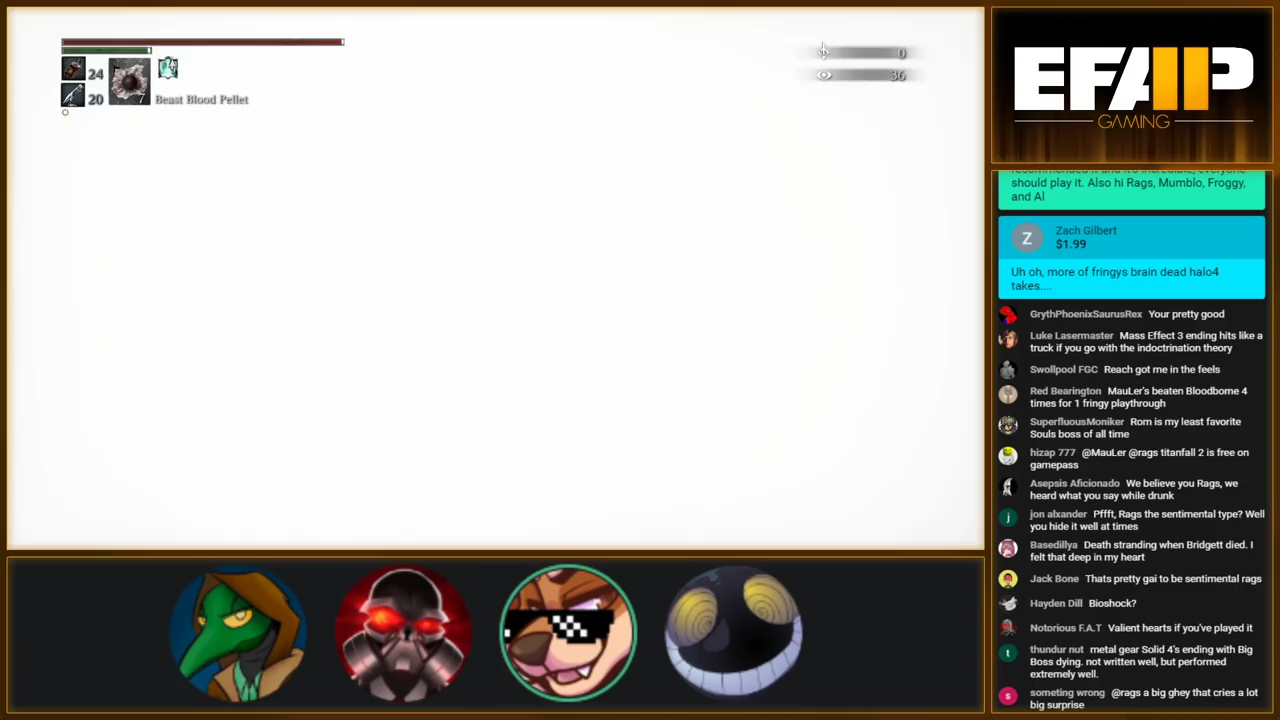 24
20
7
Beast Blood Pellet
0
36
EFAP
GAMING
should play it. Also hi Rags, Mumblo, Froggy,
and Al
Z
Zach Gilbert
$1.99
Uh oh, more of fringys brain dead halo4
takes....
GrythPhoenixSaurusRex Your pretty good
Luke Lasermaster Mass Effect 3 ending hits like a
truck if you go with the indoctrination theory
Swollpool FGC Reach got me in the feels
Red Bearington MauLer's beaten Bloodborne 4
times for 1 fringy playthrough
SuperfluousMoniker Rom is my least favorite
Souls boss of all time
hizap 777 @MauLer @rags titanfall 2 is free on
gamepass
Asepsis Aficionado We believe you Rags, we
heard what you say while drunk
j
jon alxander Pffft, Rags the sentimental type? Well
you hide it well at times
Basedillya Death stranding when Bridgett died. I
felt that deep in my heart
Jack Bone Thats pretty gai to be sentimental rags
Hayden Dill Bioshock?
Notorious F.A.T Valient hearts if you've played it
t
thundur nut metal gear Solid 4's ending with Big
Boss dying. not written well, but performed
extremely well.
s
someting wrong @rags a big ghey that cries a lot
big surprise